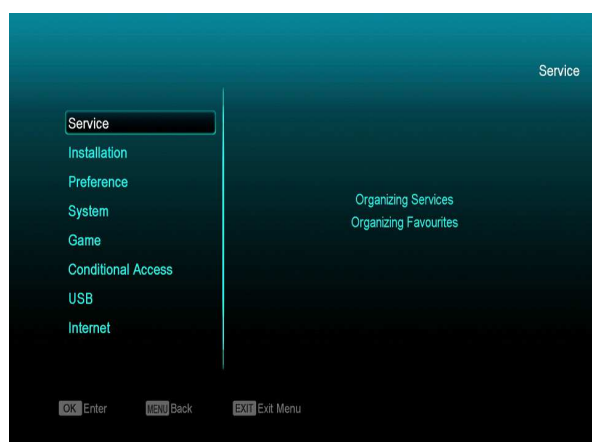 Service
Service
Installation
Preference
System
Game
Conditional Access
USB
Internet
Organizing Services
Organizing Favourites
OK Enter MENU Back EXIT Exit Menu